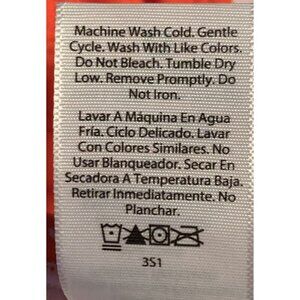 Machine Wash Cold. Gentle
Cycle. Wash With Like Colors.
Do Not Bleach. Tumble Dry
Low. Remove Promptly. Do
Not Iron.
Lavar A Máquina En Agua
Fría. Ciclo Delicado. Lavar
Con Colores Similares. No
Usar Blanqueador. Secar En
Secadora A Temperatura Baja.
Retirar Inmediatamente. No
Planchar.
3S1